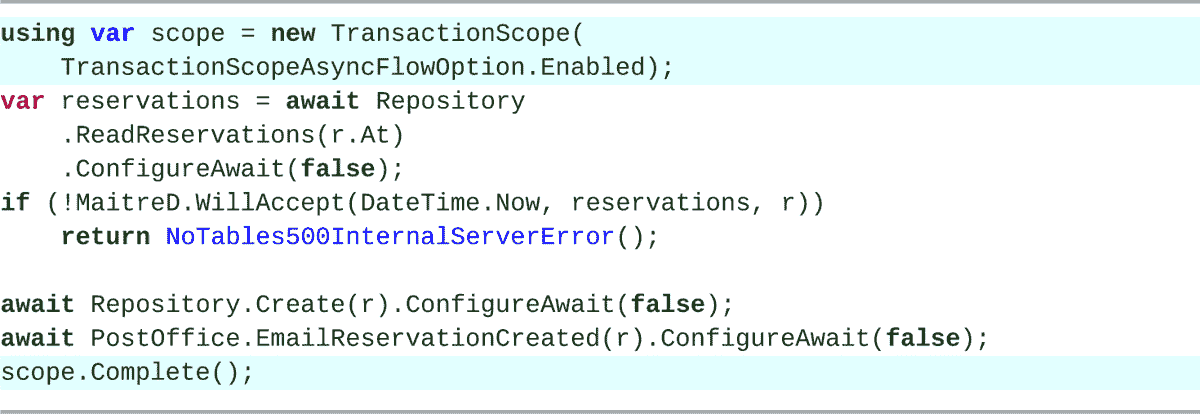 using var scope = new TransactionScope(
    TransactionScopeAsyncFlowOption.Enabled);
var reservations = await Repository
    .ReadReservations(r.At)
    .ConfigureAwait(false);
if (!MaitreD.WillAccept(DateTime.Now, reservations, r))
    return NoTables500InternalServerError();

await Repository.Create(r).ConfigureAwait(false);
await PostOffice.EmailReservationCreated(r).ConfigureAwait(false);
scope.Complete();